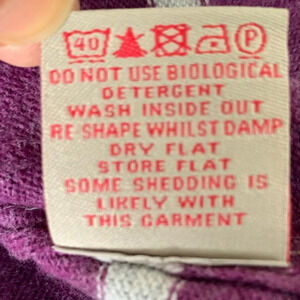 40 P
DO NOT USE BIOLOGICAL
DETERGENT
WASH INSIDE OUT
RE SHAPE WHILST DAMP
DRY FLAT
STORE FLAT
SOME SHEDDING IS
LIKELY WITH
THIS GARMENT